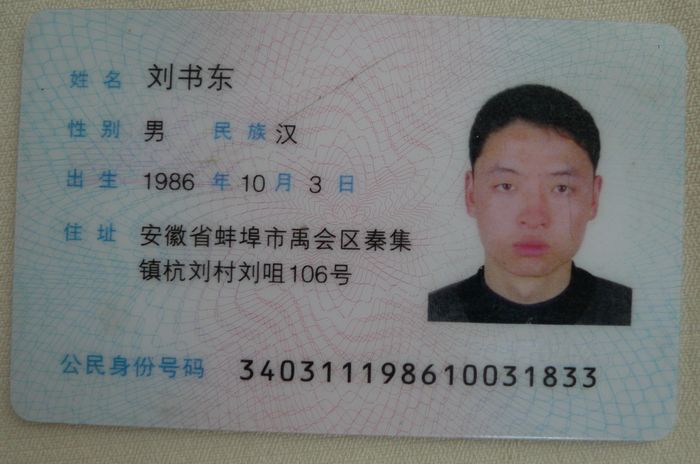 姓名 刘书东
性别 男 民族 汉
出生 1986 年 10 月 3 日
住址 安徽省蚌埠市禹会区秦集
镇杭刘村刘咀106号
公民身份号码 340311198610031833